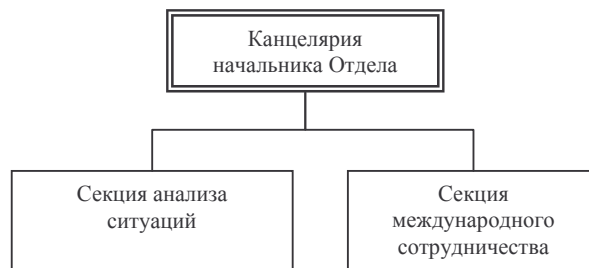 Канцелярия
начальника Отдела
Секция анализа
ситуаций
Секция
международного
сотрудничества